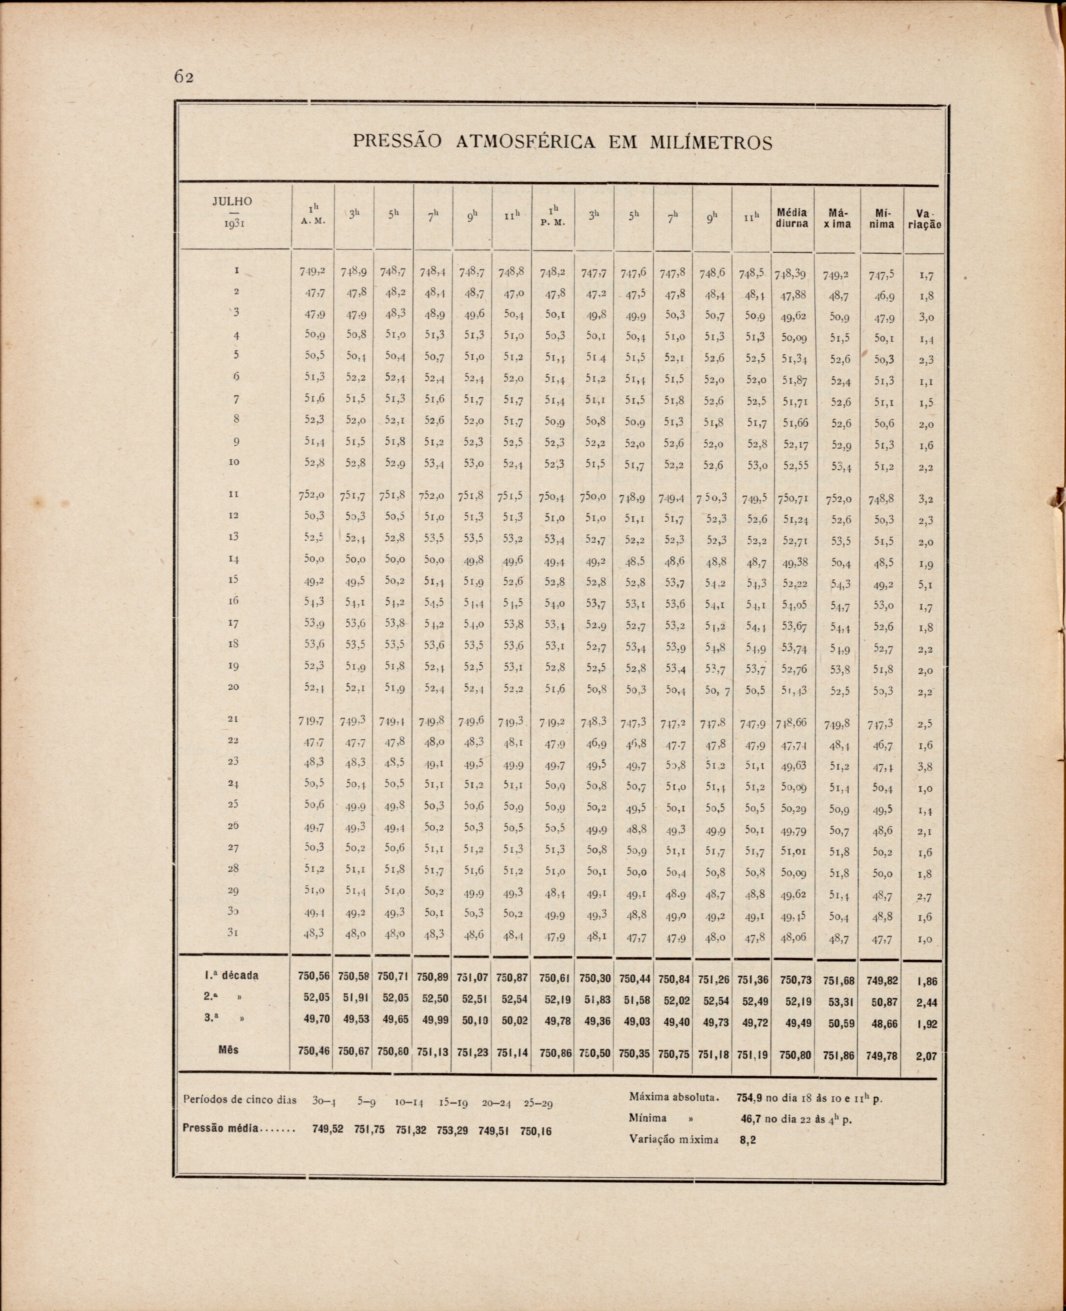 62
PRESSÃO ATMOSFÉRICA EM MILÍMETROS
JULHO — 1931 1h A. M. 3h 5h 7h 9h 11h 1h P. M. 3h 5h 7h 9h 11h Média diurna Má-xima Mí-nima Va-riação
1 749,2 748,9 748,7 748,4 748,7 748,8 748,2 747,7 747,6 747,8 748,6 748,5 748,39 749,2 747,5 1,7
2 47,7 47,8 48,2 48,4 48,7 47,0 47,8 47,2 47,5 47,8 48,4 48,4 47,88 48,7 46,9 1,8
3 47,9 47,9 48,3 48,9 49,6 50,4 50,1 49,8 49,9 50,3 50,7 50,9 49,62 50,9 47,9 3,0
4 50,9 50,8 51,0 51,3 51,3 51,0 50,3 50,1 50,4 51,0 51,3 51,3 50,09 51,5 50,1 1,4
5 50,5 50,4 50,4 50,7 51,0 51,2 51,4 51 4 51,5 52,1 52,6 52,5 51,34 52,6 50,3 2,3
6 51,3 52,2 52,4 52,4 52,4 52,0 51,4 51,2 51,4 51,5 52,0 52,0 51,87 52,4 51,3 1,1
7 51,6 51,5 51,3 51,6 51,7 51,7 51,4 51,1 51,5 51,8 52,6 52,5 51,71 52,6 51,1 1,5
8 52,3 52,0 52,1 52,6 52,0 51,7 50,9 50,8 50,9 51,3 51,8 51,7 51,66 52,6 50,6 2,0
9 51,4 51,5 51,8 51,2 52,3 52,5 52,3 52,2 52,0 52,6 52,0 52,8 52,17 52,9 51,3 1,6
10 52,8 52,8 52,9 53,4 53,0 52,4 52,3 51,5 51,7 52,2 52,6 53,0 52,55 53,4 51,2 2,2
11 752,0 751,7 751,8 752,0 751,8 751,5 750,4 750,0 748,9 749,4 750,3 749,5 750,71 752,0 748,8 3,2
12 50,3 50,3 50,5 51,0 51,3 51,3 51,0 51,0 51,1 51,7 52,3 52,6 51,24 52,6 50,3 2,3
13 52,5 52,4 52,8 53,5 53,5 53,2 53,4 52,7 52,2 52,3 52,3 52,2 52,71 53,5 51,5 2,0
14 50,0 50,0 50,0 50,0 49,8 49,6 49,4 49,2 48,5 48,6 48,8 48,7 49,38 50,4 48,5 1,9
15 49,2 49,5 50,2 51,4 51,9 52,6 52,8 52,8 52,8 53,7 54,2 54,3 52,22 54,3 49,2 5,1
16 54,3 54,1 54,2 54,5 54,4 54,5 54,0 53,7 53,1 53,6 54,1 54,1 54,05 54,7 53,0 1,7
17 53,9 53,6 53,8 54,2 54,0 53,8 53,4 52,9 52,7 53,2 54,2 54,4 53,67 54,4 52,6 1,8
18 53,6 53,5 53,5 53,6 53,5 53,6 53,1 52,7 53,4 53,9 54,8 54,9 53,74 54,9 52,7 2,2
19 52,3 51,9 51,8 52,4 52,5 53,1 52,8 52,5 52,8 53,4 53,7 53,7 52,76 53,8 51,8 2,0
20 52,4 52,1 51,9 52,4 52,4 52,2 51,6 50,8 50,3 50,4 50, 7 50,5 51,43 52,5 50,3 2,2
21 749,7 749,3 749,4 749,8 749,6 749,3 749,2 748,3 747,3 747,2 747,8 747,9 748,66 749,8 747,3 2,5
22 47,7 47,7 47,8 48,0 48,3 48,1 47,9 46,9 46,8 47,7 47,8 47,9 47,74 48,4 46,7 1,6
23 48,3 48,3 48,5 49,1 49,5 49,9 49,7 49,5 49,7 50,8 51,2 51,1 49,63 51,2 47,4 3,8
24 50,5 50,4 50,5 51,1 51,2 51,1 50,9 50,8 50,7 51,0 51,4 51,2 50,09 51,4 50,4 1,0
25 50,6 49,9 49,8 50,3 50,6 50,9 50,9 50,2 49,5 50,1 50,5 50,5 50,29 50,9 49,5 1,4
26 49,7 49,3 49,4 50,2 50,3 50,5 50,5 49,9 48,8 49,3 49,9 50,1 49,79 50,7 48,6 2,1
27 50,3 50,2 50,6 51,1 51,2 51,3 51,3 50,8 50,9 51,1 51,7 51,7 51,01 51,8 50,2 1,6
28 51,2 51,1 51,8 51,7 51,6 51,2 51,0 50,1 50,0 50,4 50,8 50,8 50,09 51,8 50,0 1,8
29 51,0 51,4 51,0 50,2 49,9 49,3 48,4 49,1 49,1 48,9 48,7 48,8 49,62 51,4 48,7 2,7
30 49,4 49,2 49,3 50,1 50,3 50,2 49,9 49,3 48,8 49,0 49,2 49,1 49,45 50,4 48,8 1,6
31 48,3 48,0 48,0 48,3 48,6 48,4 47,9 48,1 47,7 47,9 48,0 47,8 48,06 48,7 47,7 1,0
1.ª década 750,56 750,58 750,71 750,89 751,07 750,87 750,61 750,30 750,44 750,84 751,26 751,36 750,73 751,68 749,82 1,86
2.ª » 52,05 51,91 52,05 52,50 52,51 52,54 52,19 51,83 51,58 52,02 52,54 52,49 52,19 53,31 50,87 2,44
3.ª » 49,70 49,53 49,65 49,99 50,10 50,02 49,78 49,36 49,03 49,40 49,73 49,72 49,49 50,59 48,66 1,92
Mês 750,46 750,67 750,80 751,13 751,23 751,14 750,86 750,50 750,35 750,75 751,18 751,19 750,80 751,86 749,78 2,07
Períodos de cinco dias 30—4 5—9 10—14 15—19 20—24 25—29
Pressão média....... 749,52 751,75 751,32 753,29 749,51 750,16
Máxima absoluta. 754,9 no dia 18 às 10 e 11h p.
Mínima » 46,7 no dia 22 às 4h p.
Variação máxima 8,2